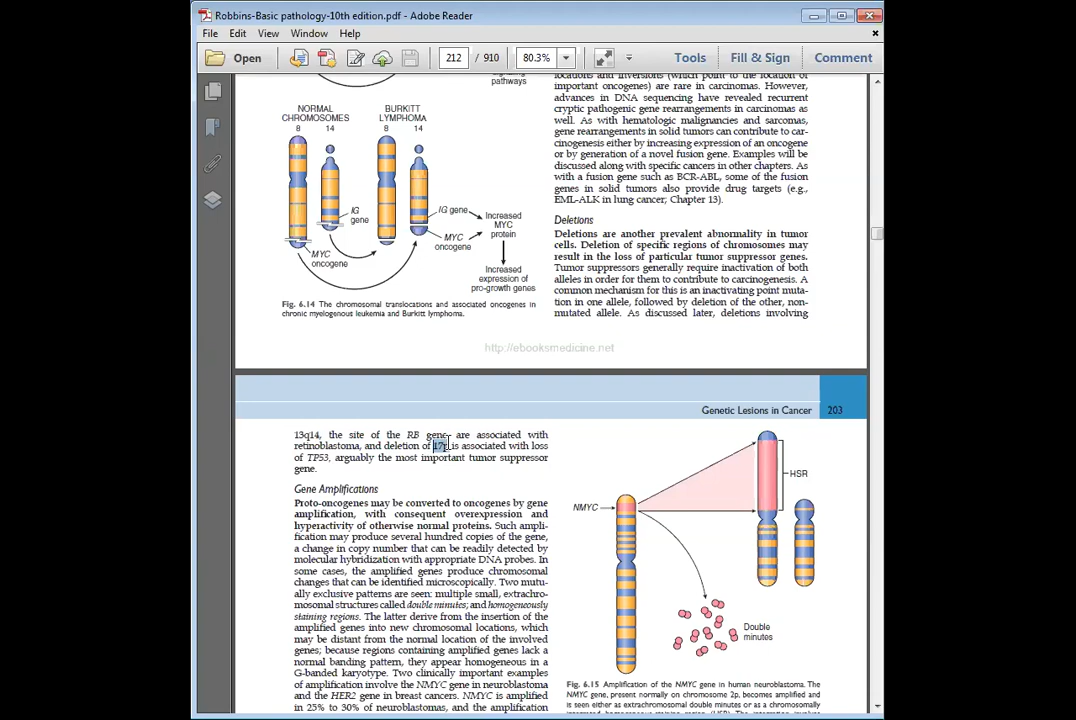 Robbins-Basic pathology-10th edition.pdf - Adobe Reader
File Edit View Window Help
Open 212 / 910 80.3% Tools Fill & Sign Comment
pathways
NORMAL CHROMOSOMES
8 14
BURKITT LYMPHOMA
8 14
IG gene
MYC oncogene
IG gene
MYC oncogene
Increased MYC protein
Increased expression of pro-growth genes
Fig. 6.14 The chromosomal translocations and associated oncogenes in
chronic myelogenous leukemia and Burkitt lymphoma.
locations and inversions (which point to the location of
important oncogenes) are rare in carcinomas. However,
advances in DNA sequencing have revealed recurrent
cryptic pathogenic gene rearrangements in carcinomas as
well. As with hematologic malignancies and sarcomas,
gene rearrangements in solid tumors can contribute to car-
cinogenesis either by increasing expression of an oncogene
or by generation of a novel fusion gene. Examples will be
discussed along with specific cancers in other chapters. As
with a fusion gene such as BCR-ABL, some of the fusion
genes in solid tumors also provide drug targets (e.g.,
EML-ALK in lung cancer; Chapter 13).
Deletions
Deletions are another prevalent abnormality in tumor
cells. Deletion of specific regions of chromosomes may
result in the loss of particular tumor suppressor genes.
Tumor suppressors generally require inactivation of both
alleles in order for them to contribute to carcinogenesis. A
common mechanism for this is an inactivating point muta-
tion in one allele, followed by deletion of the other, non-
mutated allele. As discussed later, deletions involving
http://ebooksmedicine.net
Genetic Lesions in Cancer 203
13q14, the site of the RB gene, are associated with
retinoblastoma, and deletion of 17p is associated with loss
of TP53, arguably the most important tumor suppressor
gene.
Gene Amplifications
Proto-oncogenes may be converted to oncogenes by gene
amplification, with consequent overexpression and
hyperactivity of otherwise normal proteins. Such ampli-
fication may produce several hundred copies of the gene,
a change in copy number that can be readily detected by
molecular hybridization with appropriate DNA probes. In
some cases, the amplified genes produce chromosomal
changes that can be identified microscopically. Two mutu-
ally exclusive patterns are seen: multiple small, extrachro-
mosomal structures called double minutes; and homogeneously
staining regions. The latter derive from the insertion of the
amplified genes into new chromosomal locations, which
may be distant from the normal location of the involved
genes; because regions containing amplified genes lack a
normal banding pattern, they appear homogeneous in a
G-banded karyotype. Two clinically important examples
of amplification involve the NMYC gene in neuroblastoma
and the HER2 gene in breast cancers. NMYC is amplified
in 25% to 30% of neuroblastomas, and the amplification
NMYC
HSR
Double minutes
Fig. 6.15 Amplification of the NMYC gene in human neuroblastoma. The
NMYC gene, present normally on chromosome 2p, becomes amplified and
is seen either as extrachromosomal double minutes or as a chromosomally